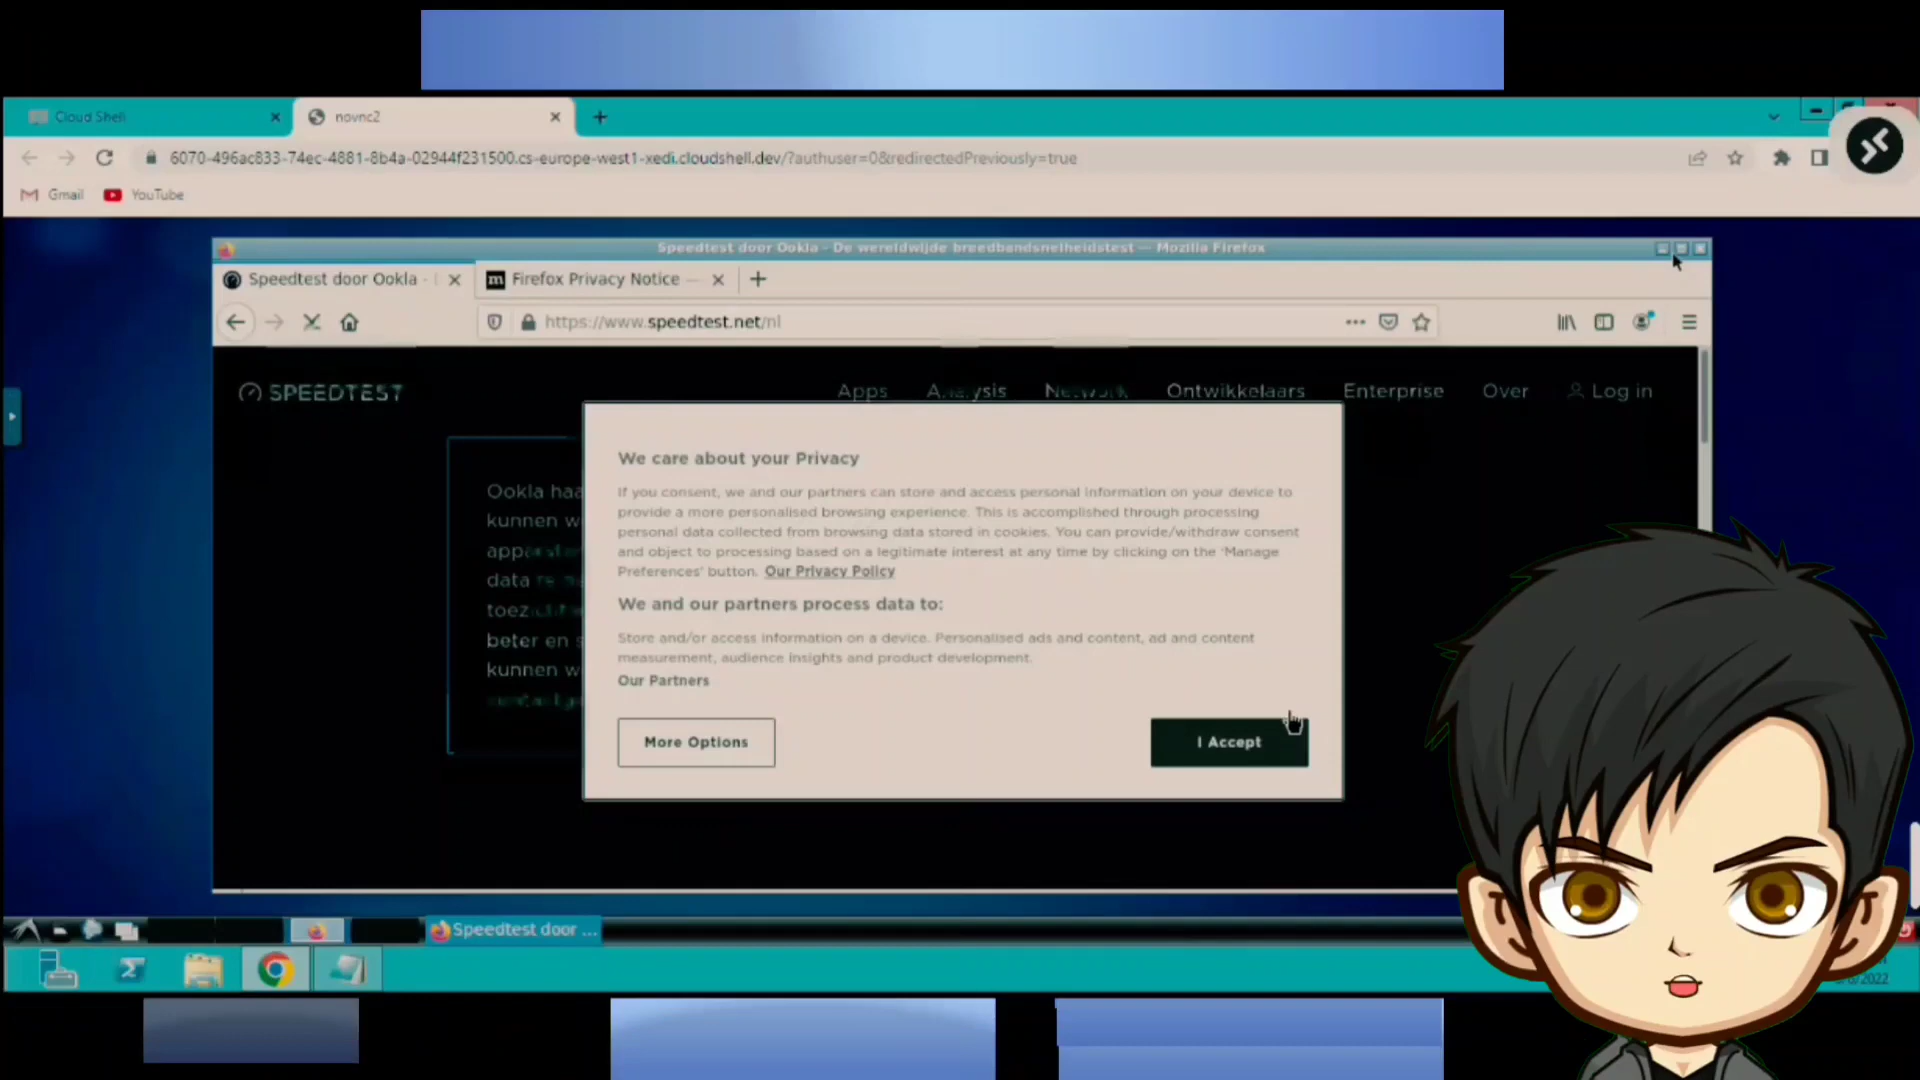 Cloud Shell
novnc2
6070-496ac833-74ec-4881-8b4a-02944f231500.cs-europe-west1-xedi.cloudshell.dev/?authuser=0&redirectedPreviously=true
Gmail YouTube
Speedtest door Ookla - De wereldwijde breedbandsnelheidstest — Mozilla Firefox
Speedtest door Ookla -
Firefox Privacy Notice —
https://www.speedtest.net/nl
SPEEDTEST
Apps Analysis Network Ontwikkelaars Enterprise Over Log in
Ookla haa
kunnen w
data
beter en s
kunnen w
We care about your Privacy
If you consent, we and our partners can store and access personal information on your device to
provide a more personalised browsing experience. This is accomplished through processing
personal data collected from browsing data stored in cookies. You can provide/withdraw consent
and object to processing based on a legitimate interest at any time by clicking on the 'Manage
Preferences' button. Our Privacy Policy
We and our partners process data to:
Store and/or access information on a device. Personalised ads and content, ad and content
measurement, audience insights and product development.
Our Partners
More Options
I Accept
Speedtest door ...